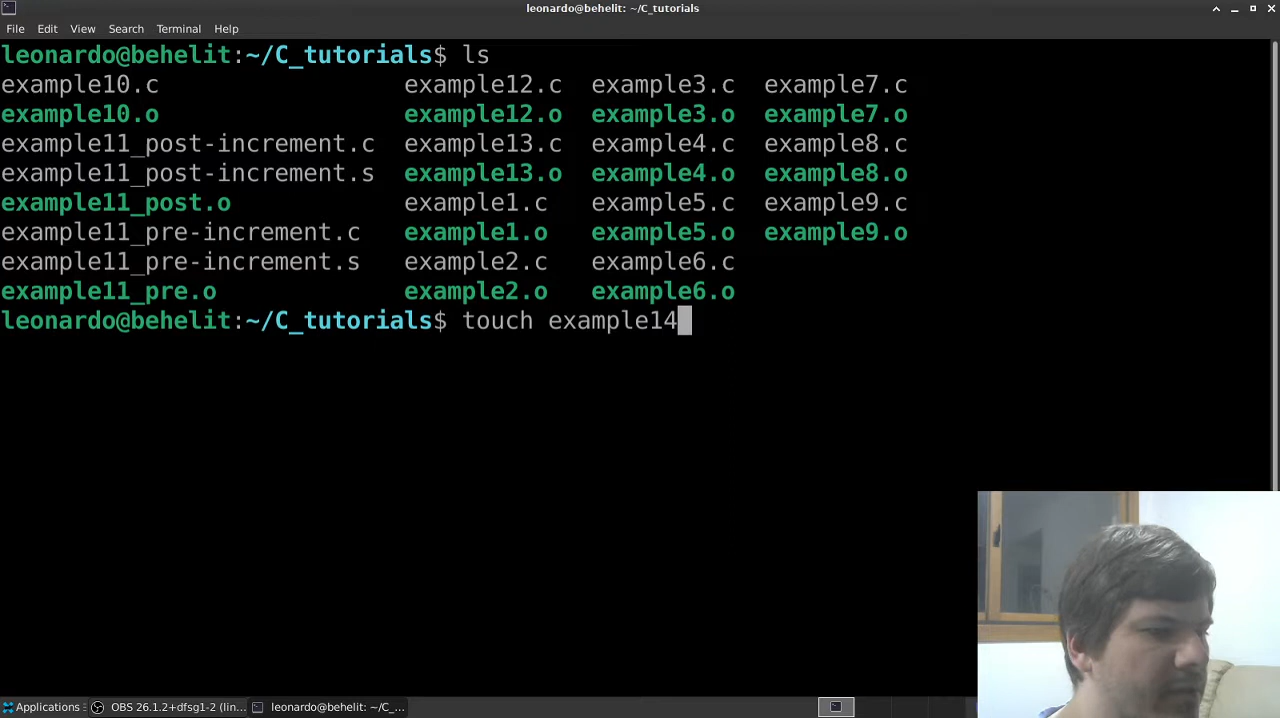 leonardo@behelit: ~/C_tutorials
File Edit View Search Terminal Help
leonardo@behelit:~/C_tutorials$ ls
example10.c example12.c example3.c example7.c
example10.o example12.o example3.o example7.o
example11_post-increment.c example13.c example4.c example8.c
example11_post-increment.s example13.o example4.o example8.o
example11_post.o example1.c example5.c example9.c
example11_pre-increment.c example1.o example5.o example9.o
example11_pre-increment.s example2.c example6.c
example11_pre.o example2.o example6.o
leonardo@behelit:~/C_tutorials$ touch example14
Applications OBS 26.1.2+dfsg1-2 (lin... leonardo@behelit: ~/C_...